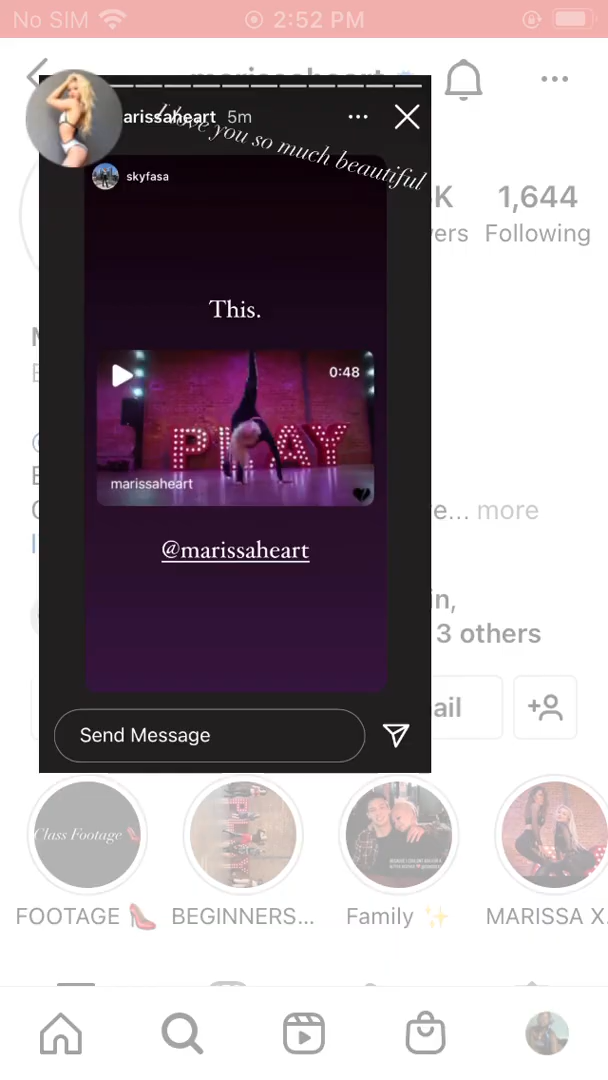 No SIM 2:52 PM
marissaheart
arissaheart 5m
I love you so much beautiful
skyfasa
K 1,644
ers Following
This.
0:48
PLAY
marissaheart
@marissaheart
e... more
in,
3 others
ail
Send Message
Class Footage
FOOTAGE 👠 BEGINNERS... Family ✨ MARISSA X